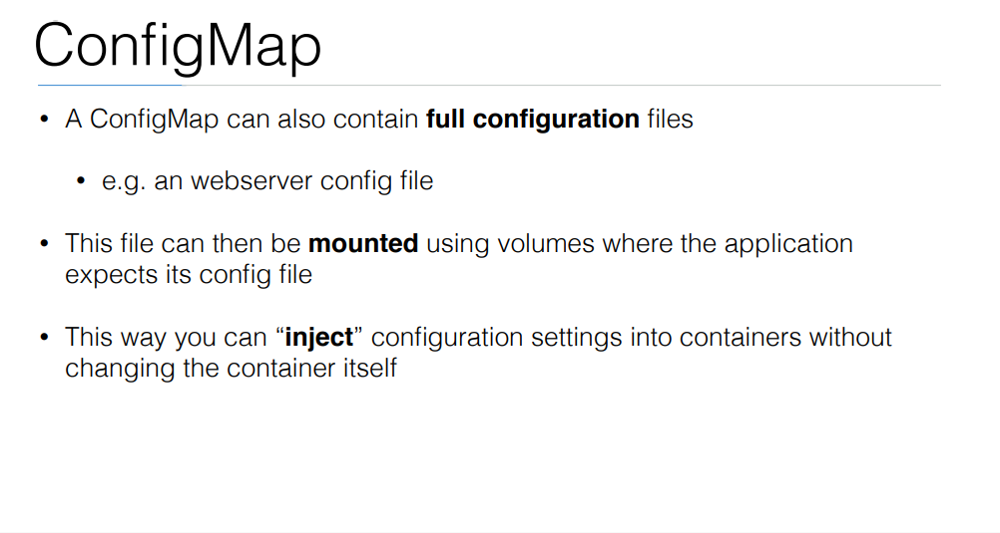 ConfigMap
• A ConfigMap can also contain full configuration files
• e.g. an webserver config file
• This file can then be mounted using volumes where the application
expects its config file
• This way you can “inject” configuration settings into containers without
changing the container itself